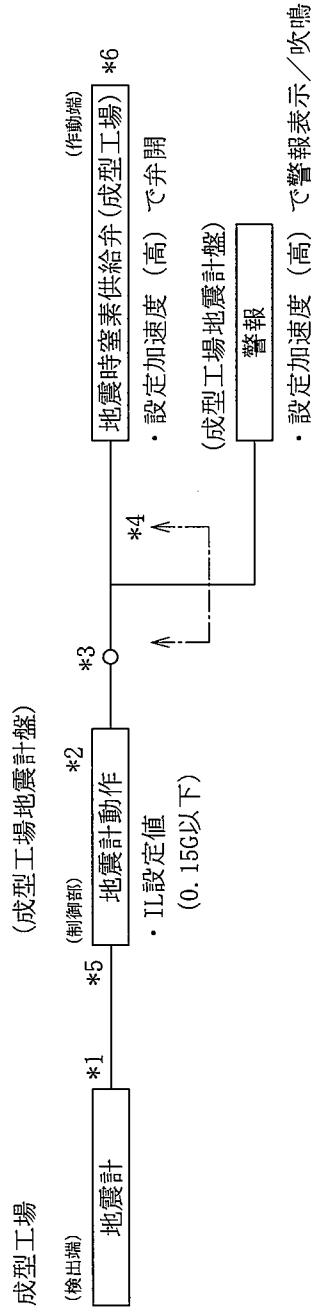 成型工場
(検出端)
地震計
*1
*5
(成型工場地震計盤)
(制御部)
*2
地震計動作
・IL設定値
(0.15G以下)
*3
*4
(作動端)
地震時窒素供給弁(成型工場)
*6
・設定加速度（高）で弁開
(成型工場地震計盤)
警報
・設定加速度（高）で警報表示／吹鳴